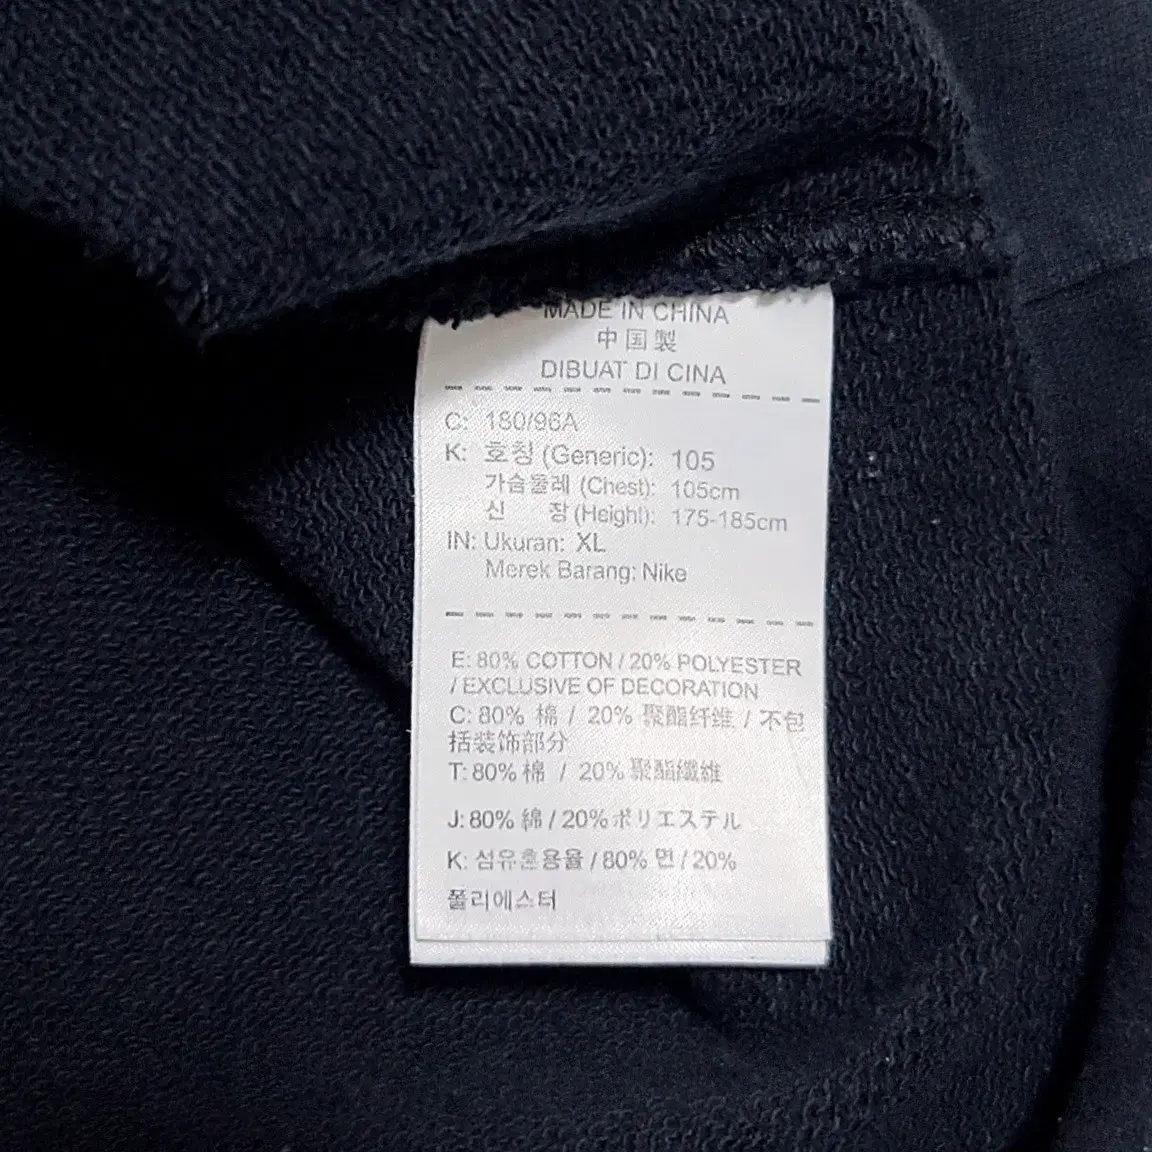 MADE IN CHINA
中国製
DIBUAT DI CINA
C: 180/96A
K: 호칭 (Generic): 105
가슴둘레 (Chest): 105cm
신 장 (Height): 175-185cm
IN: Ukuran: XL
Merek Barang: Nike
E: 80% COTTON / 20% POLYESTER
/ EXCLUSIVE OF DECORATION
C: 80% 棉 / 20% 聚酯纤维 / 不包
括装饰部分
T: 80% 棉 / 20% 聚酯纖維
J: 80% 綿 / 20% ポリエステル
K: 섬유혼용율 / 80% 면 / 20%
폴리에스터